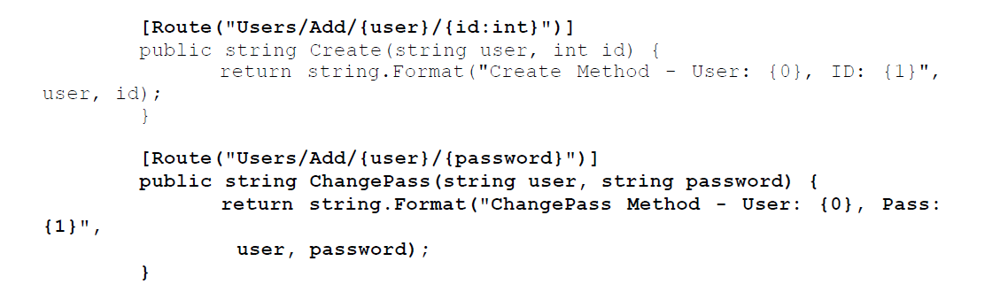 [Route("Users/Add/{user}/{id:int}")]
public string Create(string user, int id) {
return string.Format("Create Method - User: {0}, ID: {1}",
user, id);
}
[Route("Users/Add/{user}/{password}")]
public string ChangePass(string user, string password) {
return string.Format("ChangePass Method - User: {0}, Pass:
{1}",
user, password);
}